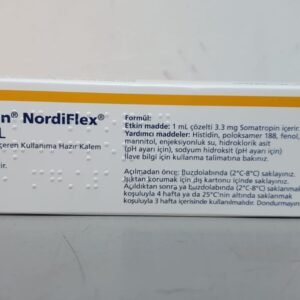 n® NordiFlex®
L
çeren Kullanıma Hazır Kalem
dir.
Formül:
Etkin madde: 1 mL çözelti 3.3 mg Somatropin içerir.
Yardımcı maddeler: Histidin, poloksamer 188, fenol,
mannitol, enjeksiyonluk su, hidroklorik asit
(pH ayarı için), sodyum hidroksit (pH ayarı için).
İlave bilgi için kullanma talimatına bakınız.
Açılmadan önce: Buzdolabında (2°C-8°C) saklayınız.
Işıktan korumak için dış kartonu içinde saklayınız.
Açıldıktan sonra ya buzdolabında (2°C-8°C) saklanmak
koşuluyla 4 hafta ya da 25°C'nin altında saklanmak
koşuluyla 3 hafta içerisinde kullanılmalıdır. Dondurmayın